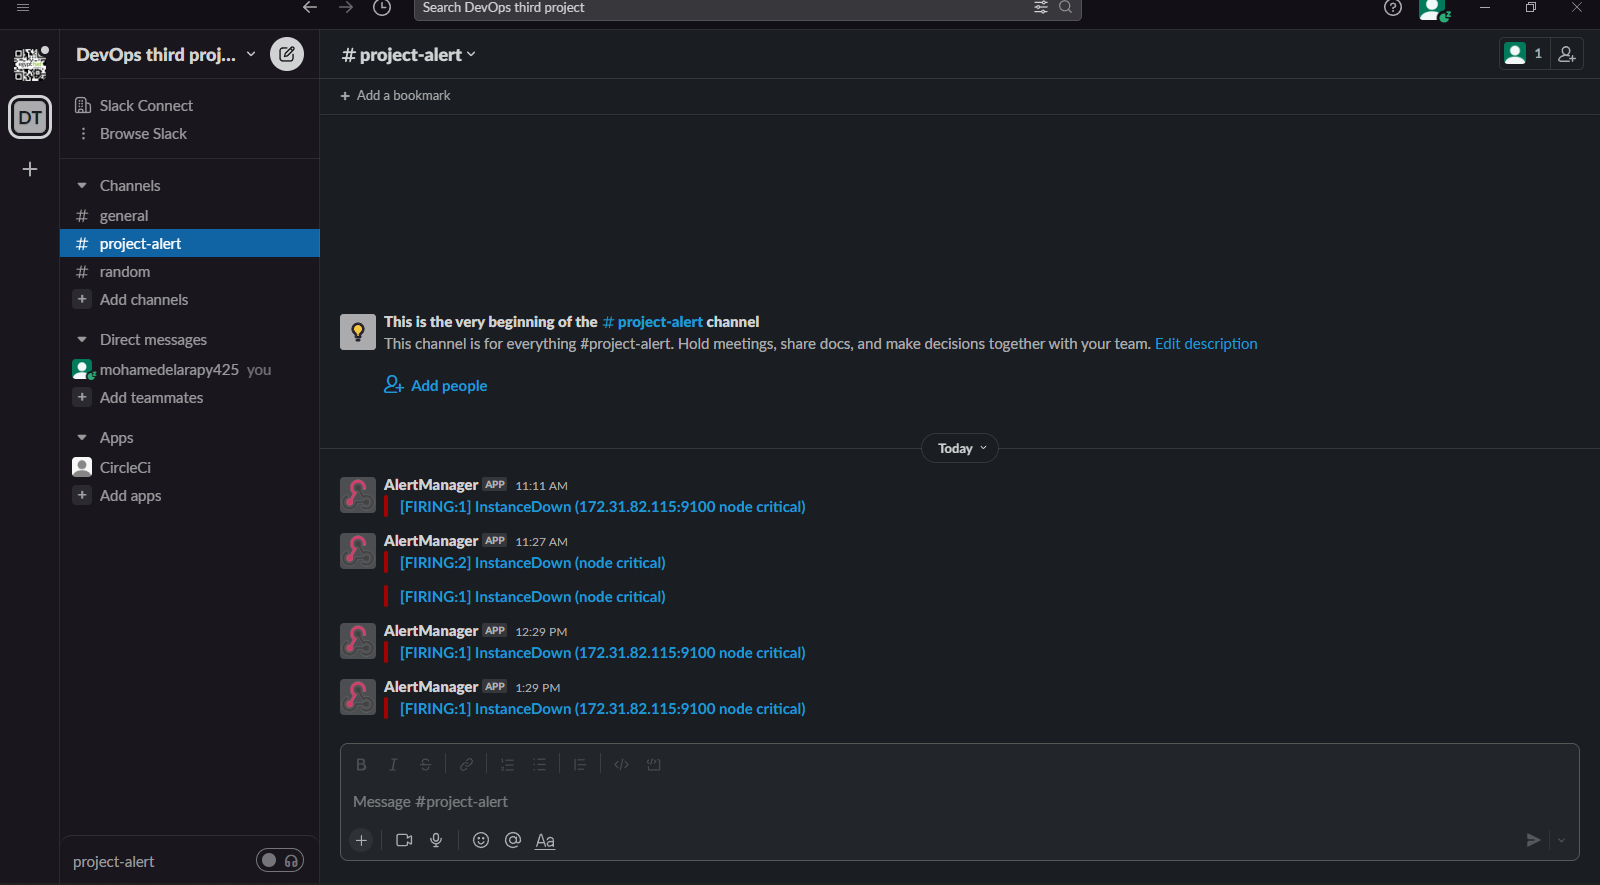 Search DevOps third project
DevOps third proj...
# project-alert
1
+ Add a bookmark
DT
Slack Connect
Browse Slack
Channels
# general
# project-alert
# random
+ Add channels
Direct messages
mohamedelarapy425 you
+ Add teammates
Apps
CircleCi
+ Add apps
project-alert
This is the very beginning of the # project-alert channel
This channel is for everything #project-alert. Hold meetings, share docs, and make decisions together with your team. Edit description
Add people
Today
AlertManager APP 11:11 AM
[FIRING:1] InstanceDown (172.31.82.115:9100 node critical)
AlertManager APP 11:27 AM
[FIRING:2] InstanceDown (node critical)
[FIRING:1] InstanceDown (node critical)
AlertManager APP 12:29 PM
[FIRING:1] InstanceDown (172.31.82.115:9100 node critical)
AlertManager APP 1:29 PM
[FIRING:1] InstanceDown (172.31.82.115:9100 node critical)
Message #project-alert
Aa